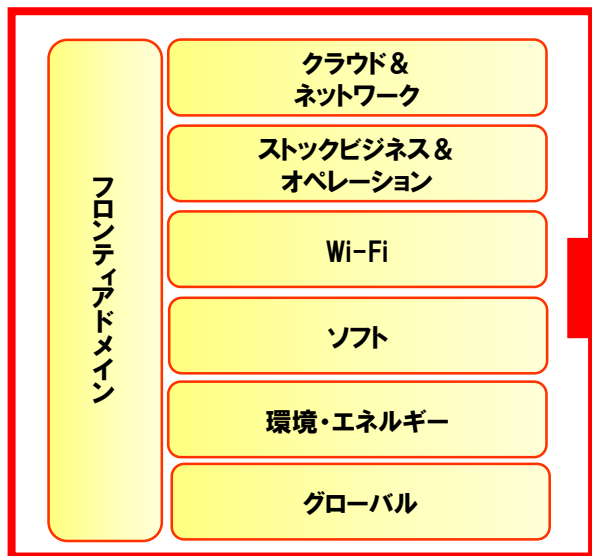 フロンティアドメイン
クラウド＆
ネットワーク
ストックビジネス＆
オペレーション
Wi-Fi
ソフト
環境・エネルギー
グローバル